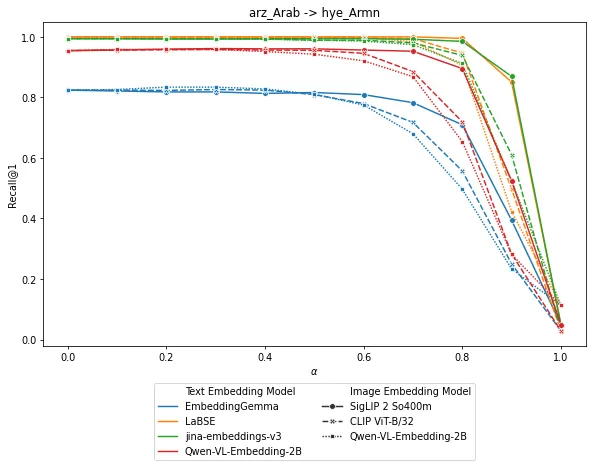 arz_Arab -> hye_Armn
Recall@1
1.0
0.8
0.6
0.4
0.2
0.0
0.0 0.2 0.4 0.6 0.8 1.0
α
Text Embedding Model Image Embedding Model
EmbeddingGemma SigLIP 2 So400m
LaBSE CLIP ViT-B/32
jina-embeddings-v3 Qwen-VL-Embedding-2B
Qwen-VL-Embedding-2B